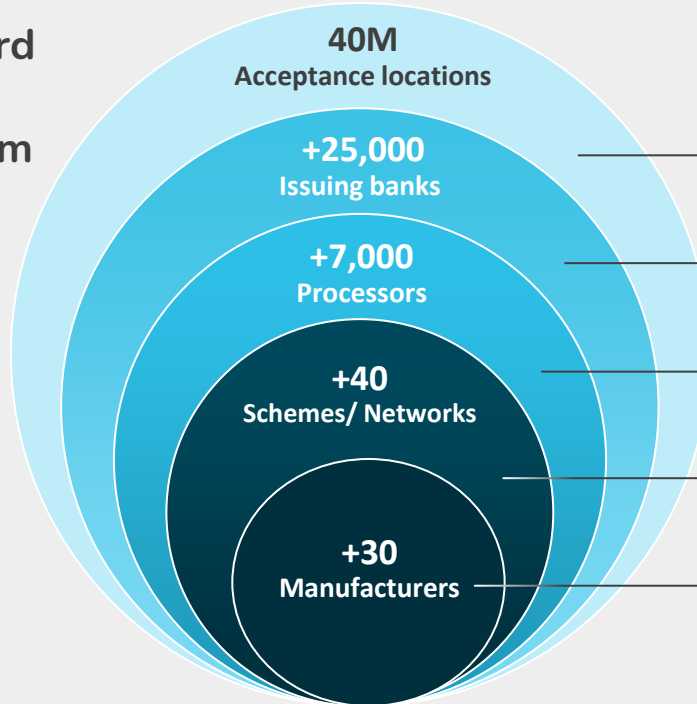 40M
Acceptance locations
+25,000
Issuing banks
+7,000
Processors
+40
Schemes/ Networks
+30
Manufacturers